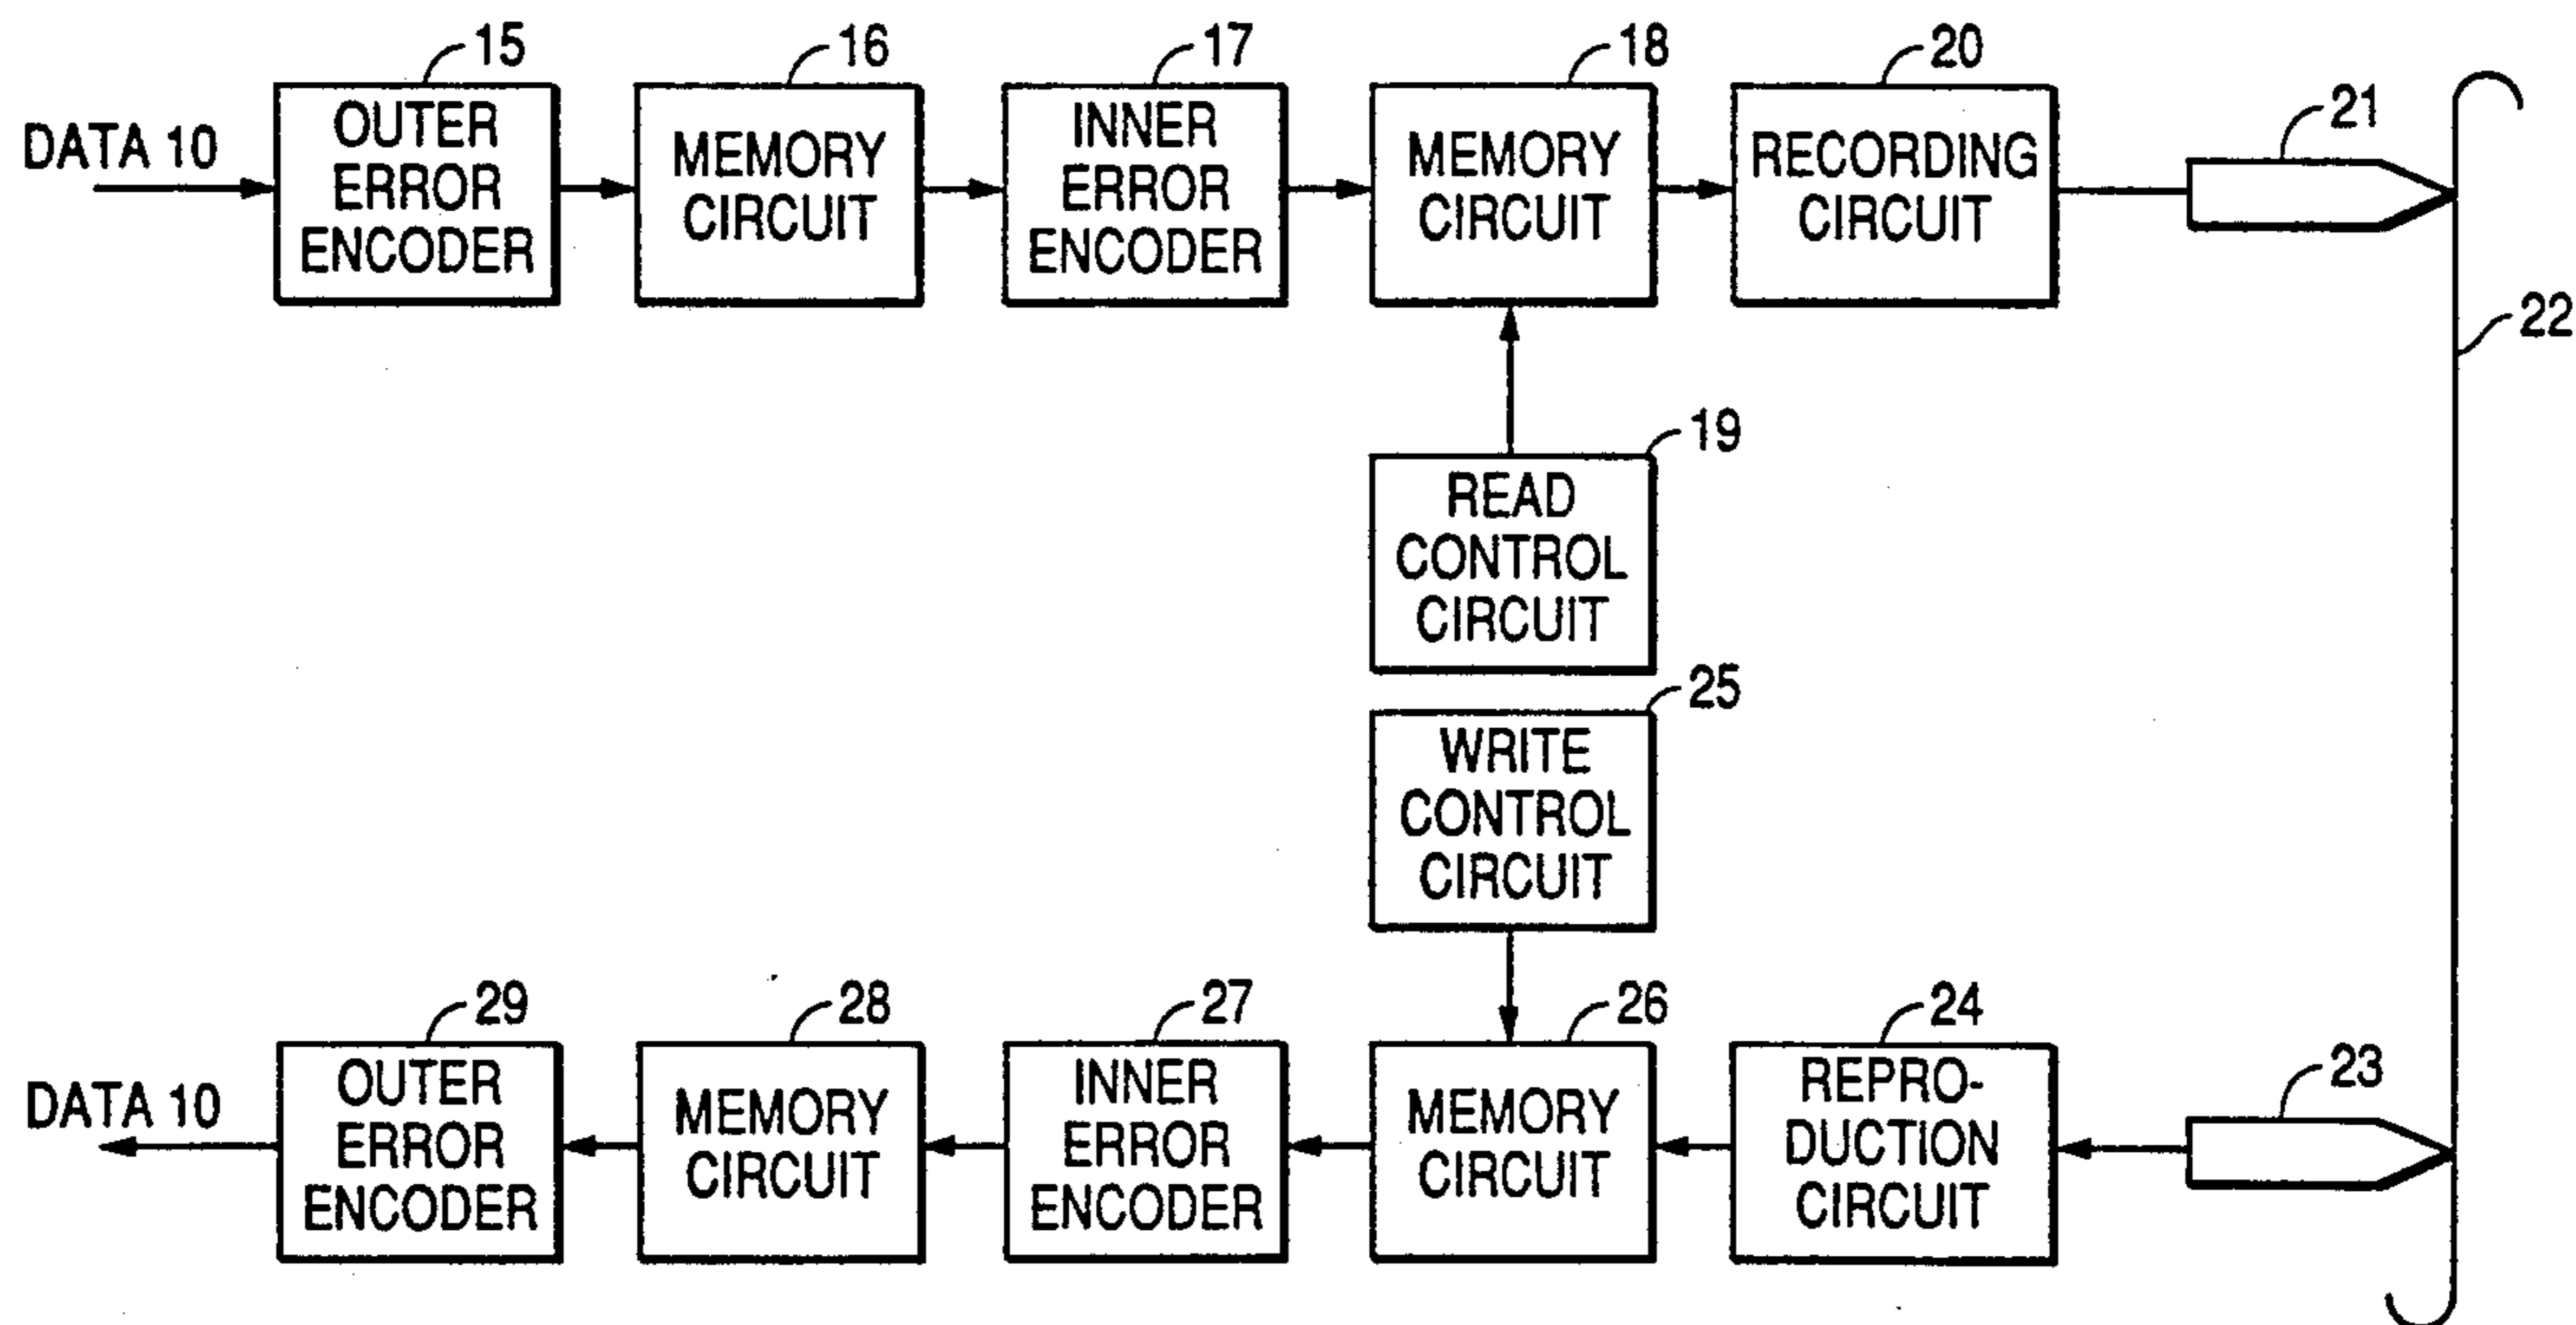 15
16
17
18
20
21
DATA 10
OUTER
ERROR
ENCODER
MEMORY
CIRCUIT
INNER
ERROR
ENCODER
MEMORY
CIRCUIT
RECORDING
CIRCUIT
22
19
READ
CONTROL
CIRCUIT
25
WRITE
CONTROL
CIRCUIT
29
28
27
26
24
23
DATA 10
OUTER
ERROR
ENCODER
MEMORY
CIRCUIT
INNER
ERROR
ENCODER
MEMORY
CIRCUIT
REPRO-
DUCTION
CIRCUIT